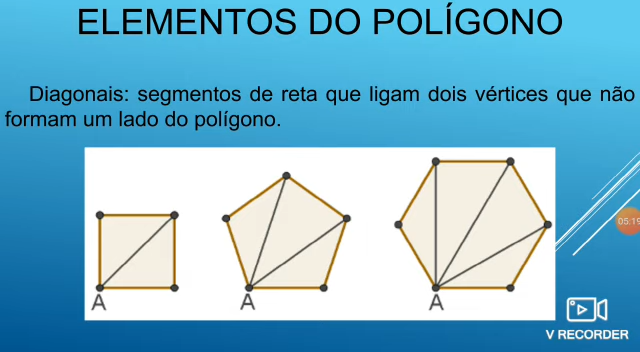 ELEMENTOS DO POLÍGONO
Diagonais: segmentos de reta que ligam dois vértices que não
formam um lado do polígono.
A
A
A
05:19
V RECORDER